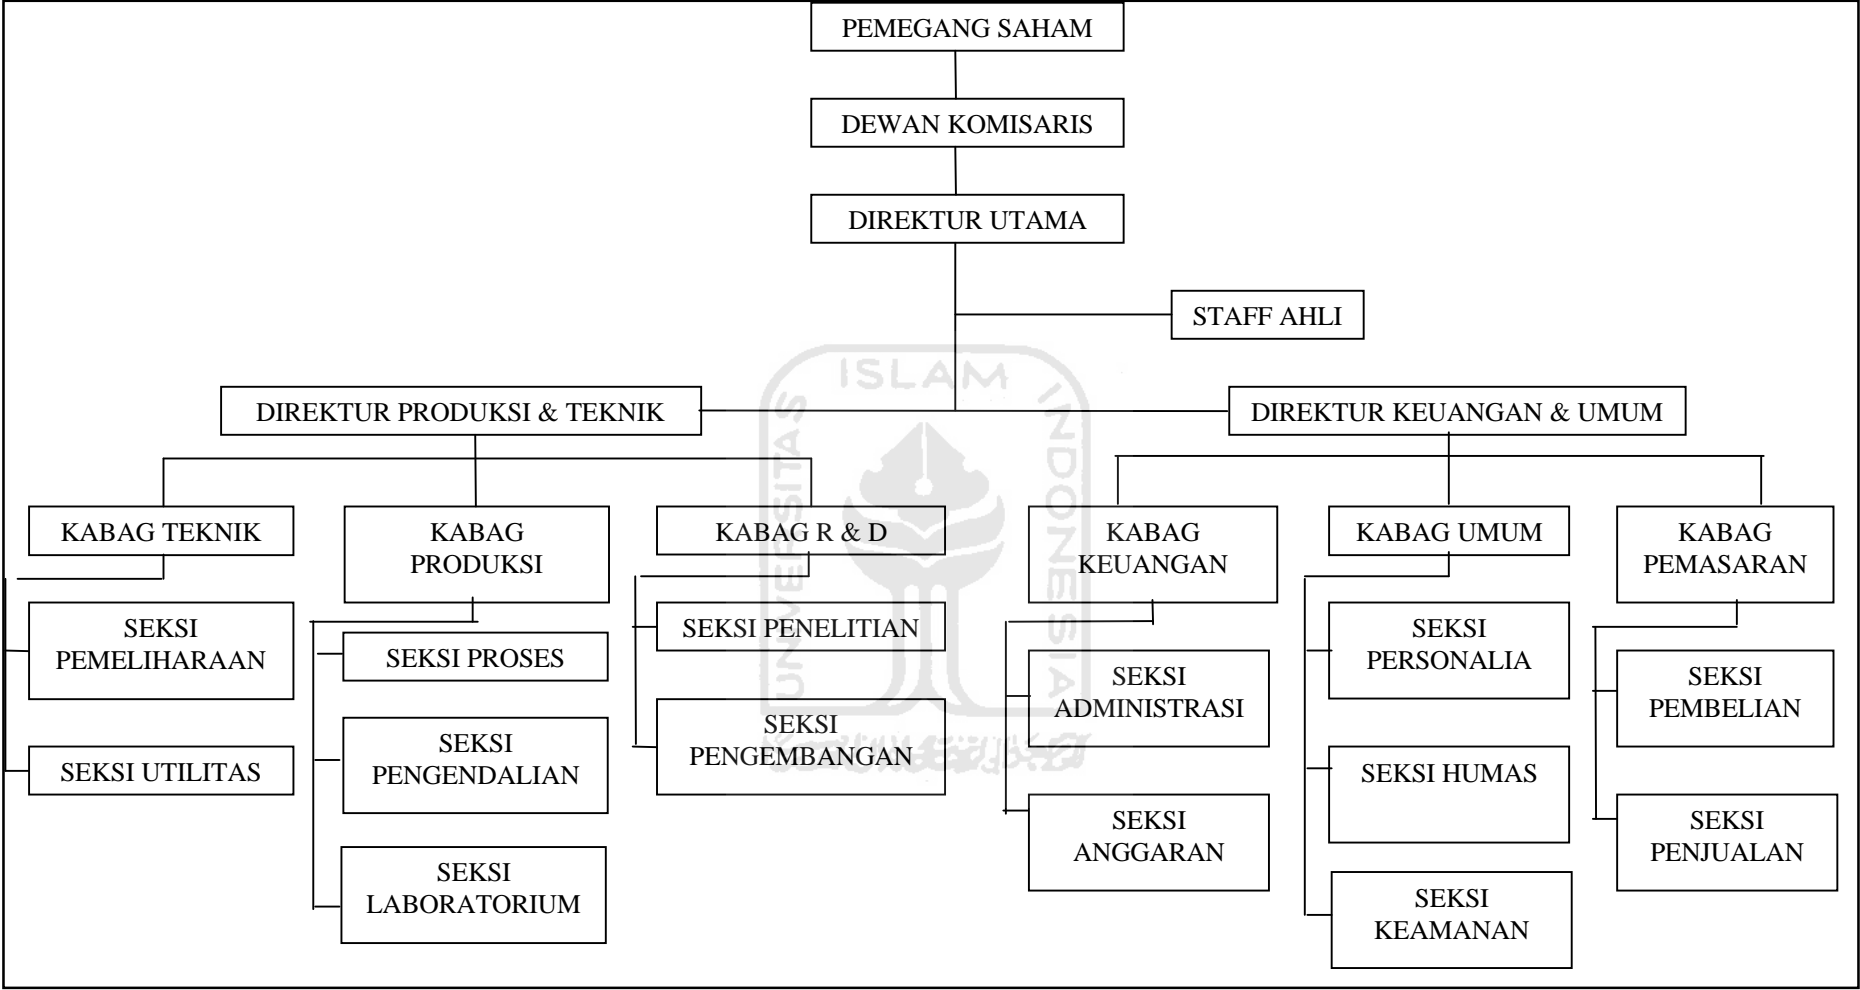 PEMEGANG SAHAM
DEWAN KOMISARIS
DIREKTUR UTAMA
STAFF AHLI
DIREKTUR PRODUKSI & TEKNIK
DIREKTUR KEUANGAN & UMUM
KABAG TEKNIK
KABAG
PRODUKSI
KABAG R & D
KABAG
KEUANGAN
KABAG UMUM
KABAG
PEMASARAN
SEKSI
PEMELIHARAAN
SEKSI UTILITAS
SEKSI PROSES
SEKSI
PENGENDALIAN
SEKSI
LABORATORIUM
SEKSI PENELITIAN
SEKSI
PENGEMBANGAN
SEKSI
ADMINISTRASI
SEKSI
ANGGARAN
SEKSI
PERSONALIA
SEKSI HUMAS
SEKSI
KEAMANAN
SEKSI
PEMBELIAN
SEKSI
PENJUALAN
UNIVERSITAS
ISLAM
INDONESIA